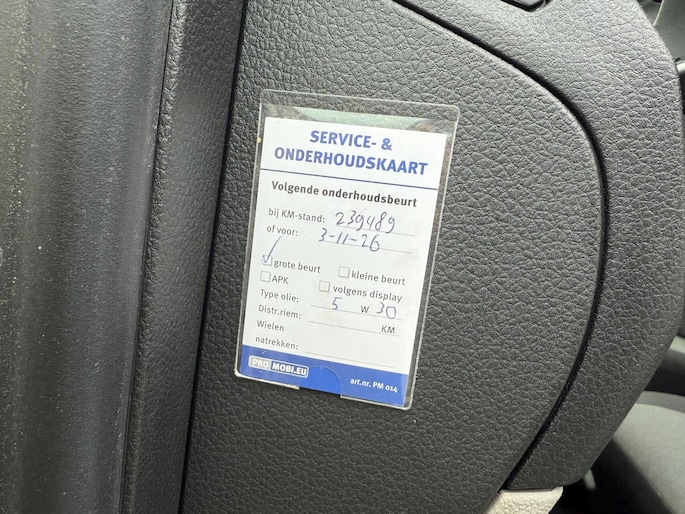 SERVICE- &
ONDERHOUDSKAART
Volgende onderhoudsbeurt
bij KM-stand: 239489
of voor: 3-11-26
grote beurt kleine beurt
APK volgens display
Type olie: 5 W 30
Distr.riem: KM
Wielen
natrekken:
PRO MOBI.EU art.nr. PM 014